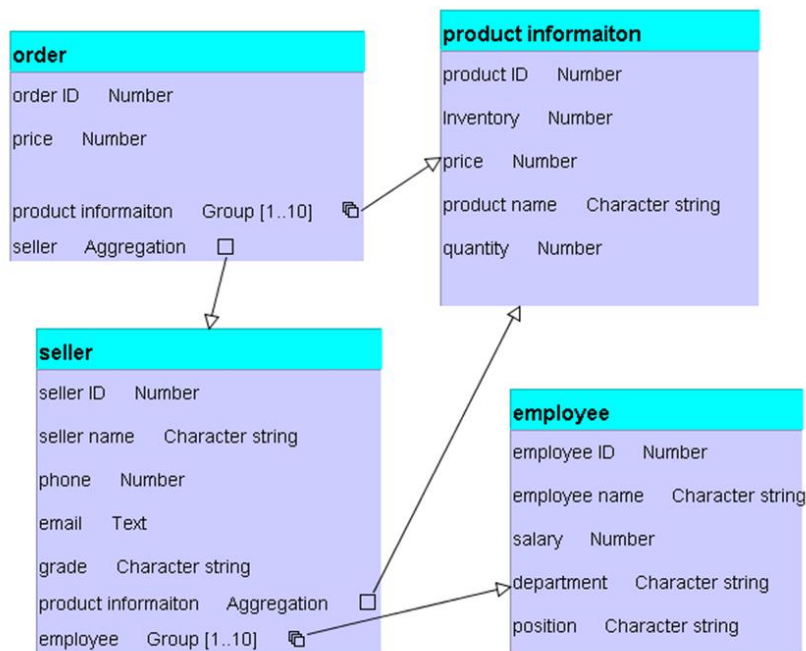 order
order ID Number
price Number
product informaiton Group [1..10]
seller Aggregation
product informaiton
product ID Number
Inventory Number
price Number
product name Character string
quantity Number
seller
seller ID Number
seller name Character string
phone Number
email Text
grade Character string
product informaiton Aggregation
employee Group [1..10]
employee
employee ID Number
employee name Character string
salary Number
department Character string
position Character string